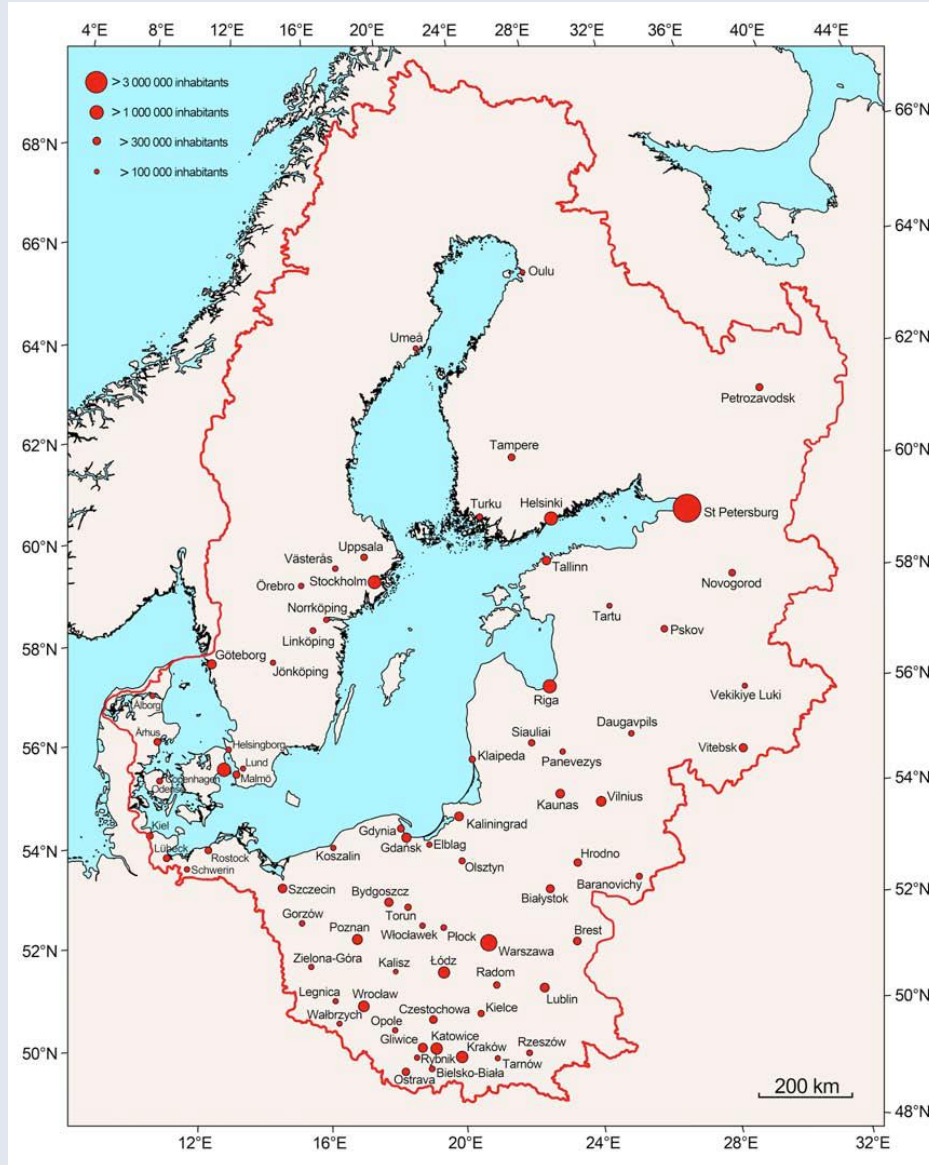 4°E 8°E 12°E 16°E 20°E 24°E 28°E 32°E 36°E 40°E 44°E
> 3 000 000 inhabitants
> 1 000 000 inhabitants
> 300 000 inhabitants
> 100 000 inhabitants
66°N
68°N
64°N
66°N
Oulu
62°N
Umeå
64°N
Petrozavodsk
Tampere
62°N
60°N
Turku
Helsinki
St Petersburg
60°N
Uppsala
Västerås
Tallinn
58°N
Stockholm
Novogorod
Örebro
Norrköping
Tartu
Linköping
Pskov
58°N
Göteborg
Jönköping
56°N
Riga
Vekikiye Luki
Ålborg
Daugavpils
Århus
Siauliai
56°N
Helsingborg
Klaipeda
Panevezys
Vitebsk
Lund
Copenhagen
Malmö
54°N
Odense
Kaunas
Vilnius
Kaliningrad
Kiel
Gdynia
Gdańsk
Elblag
54°N
Lübeck
Rostock
Koszalin
Hrodno
Schwerin
Olsztyn
Baranovichy
52°N
Szczecin
Bydgoszcz
Białystok
Gorzów
Torun
Poznan
Włocławek
Płock
Brest
52°N
Warszawa
Zielona-Góra
Kalisz
Łódz
Radom
Lublin
50°N
Legnica
Wrocław
Czestochowa
Kielce
Wałbrzych
Opole
Gliwice
Katowice
Kraków
Rzeszów
50°N
Rybnik
Tarnów
Ostrava
Bielsko-Biała
200 km
48°N
12°E 16°E 20°E 24°E 28°E 32°E